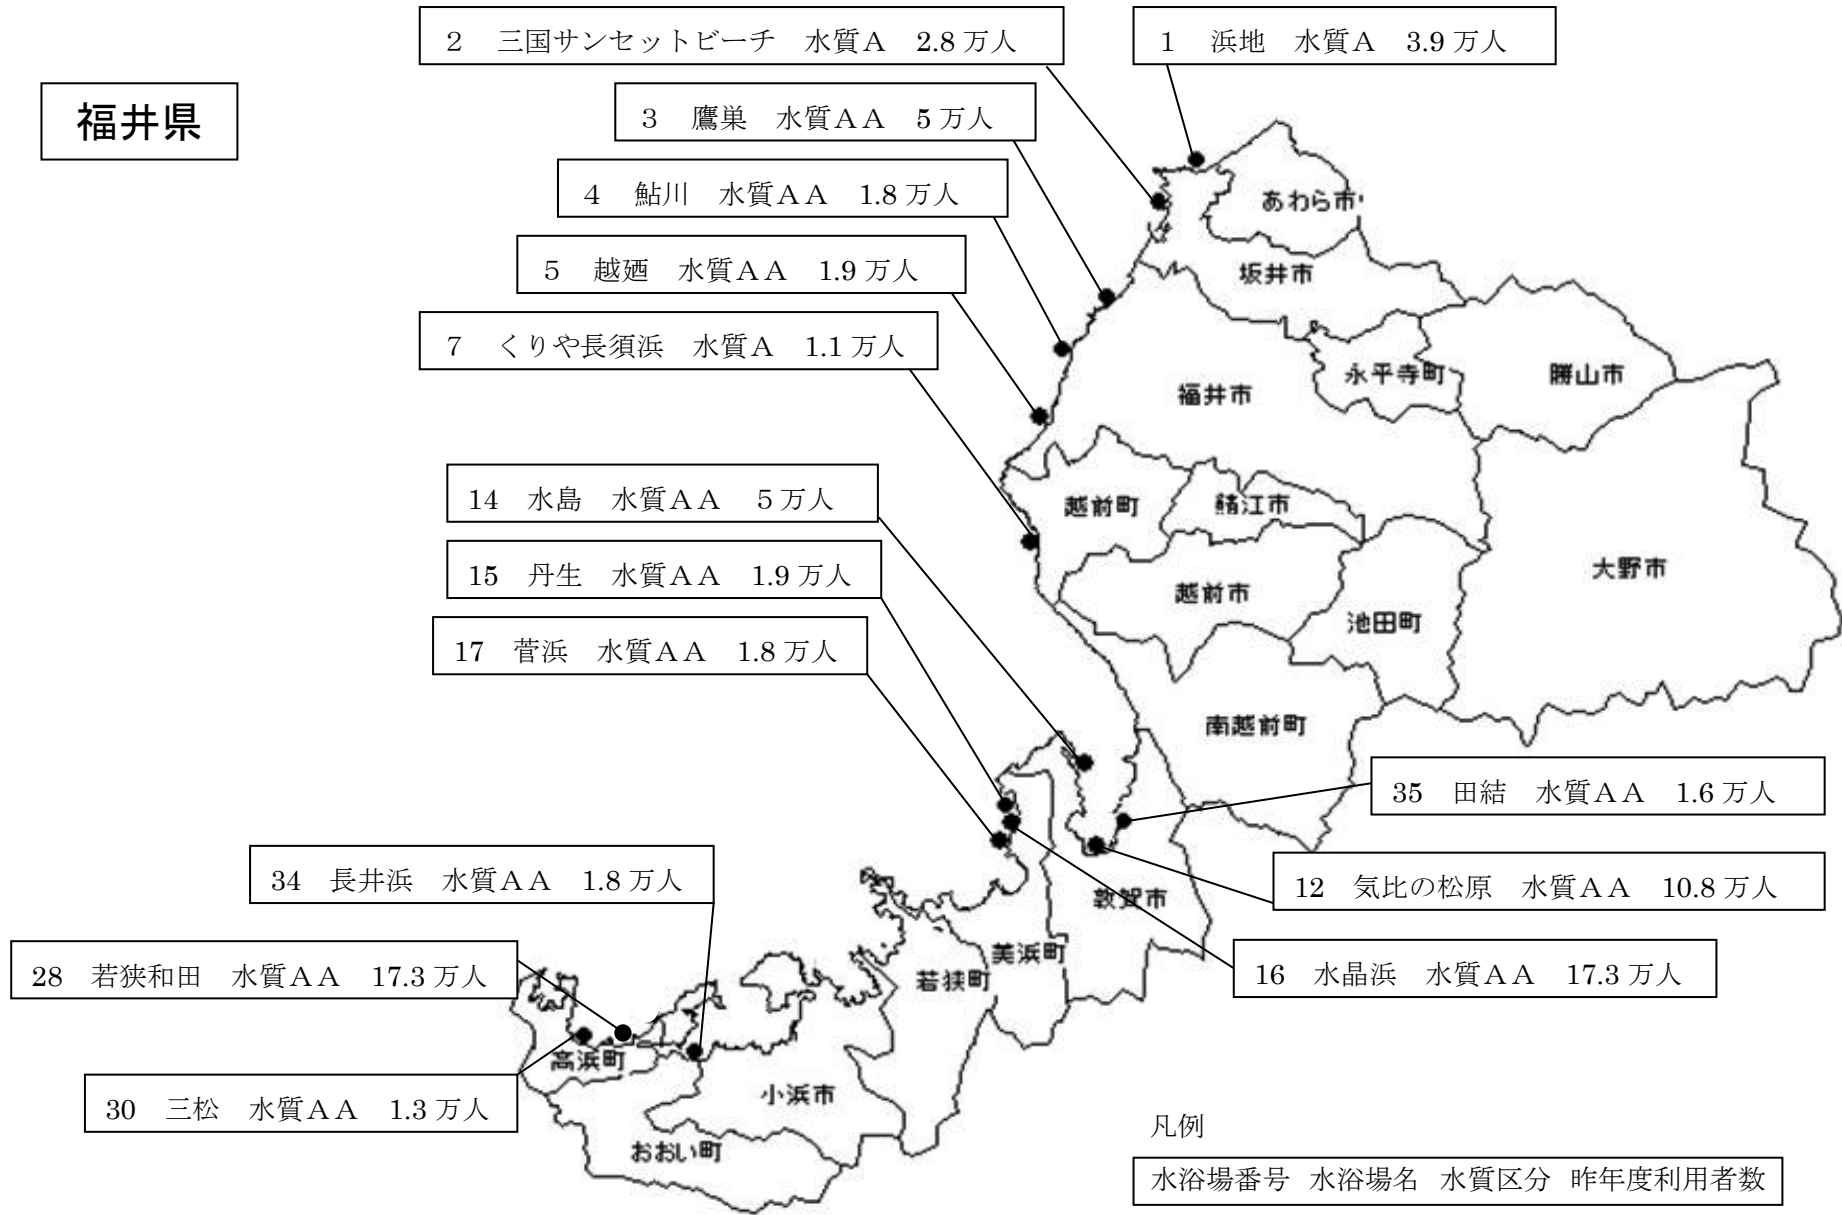 福井県
2 三国サンセットビーチ 水質A 2.8万人
1 浜地 水質A 3.9万人
3 鷹巣 水質AA 5万人
4 鮎川 水質AA 1.8万人
5 越廼 水質AA 1.9万人
7 くりや長須浜 水質A 1.1万人
14 水島 水質AA 5万人
15 丹生 水質AA 1.9万人
17 菅浜 水質AA 1.8万人
あわら市
坂井市
永平寺町
勝山市
福井市
越前町
鯖江市
越前市
池田町
大野市
南越前町
35 田結 水質AA 1.6万人
12 気比の松原 水質AA 10.8万人
敦賀市
美浜町
16 水晶浜 水質AA 17.3万人
34 長井浜 水質AA 1.8万人
28 若狭和田 水質AA 17.3万人
若狭町
高浜町
小浜市
30 三松 水質AA 1.3万人
おおい町
凡例
水浴場番号 水浴場名 水質区分 昨年度利用者数